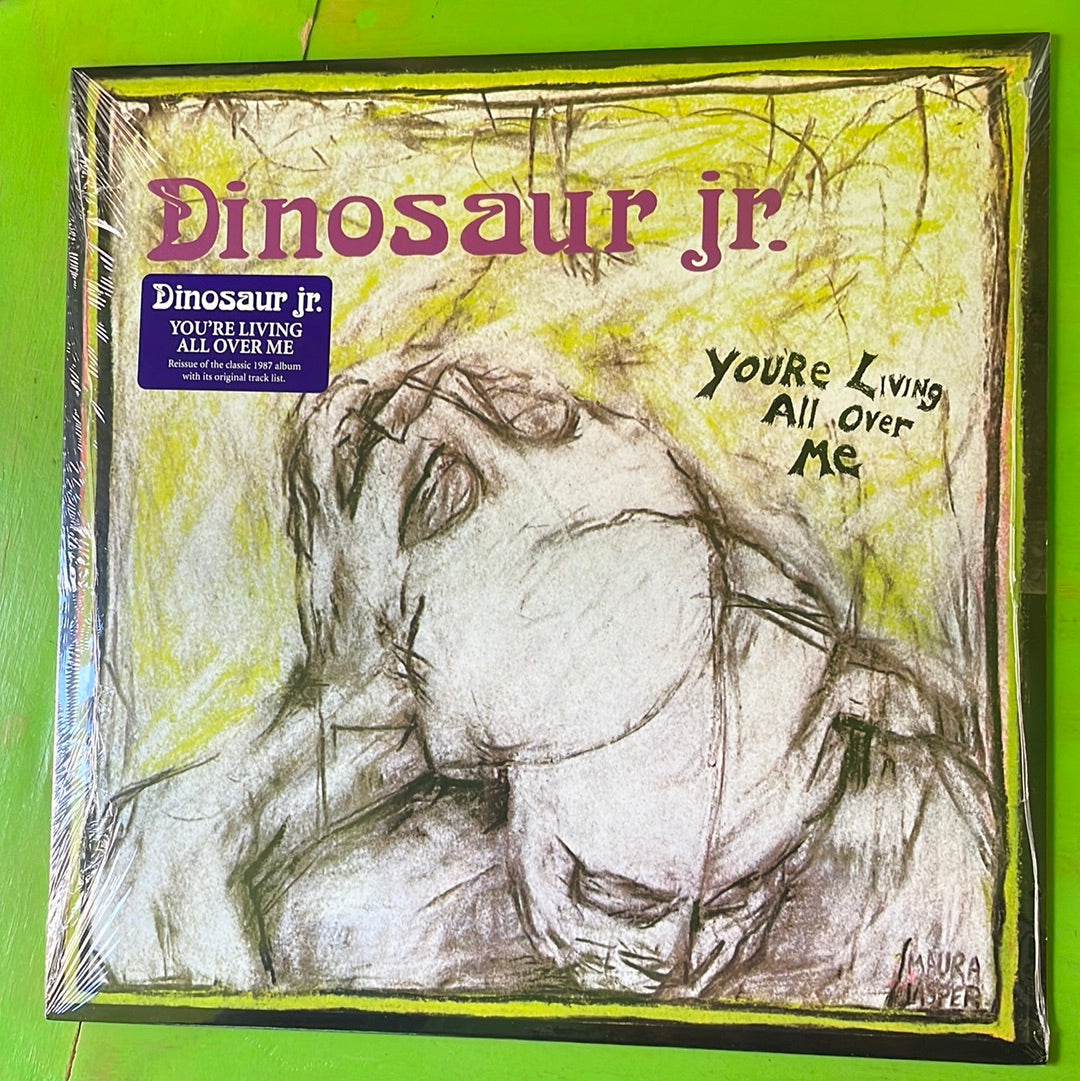 Dinosaur jr.
Dinosaur jr.
YOU'RE LIVING
ALL OVER ME
Reissue of the classic 1987 album
with its original track list.
YOURe LIVING
All Over
Me
MAURA
JASPER